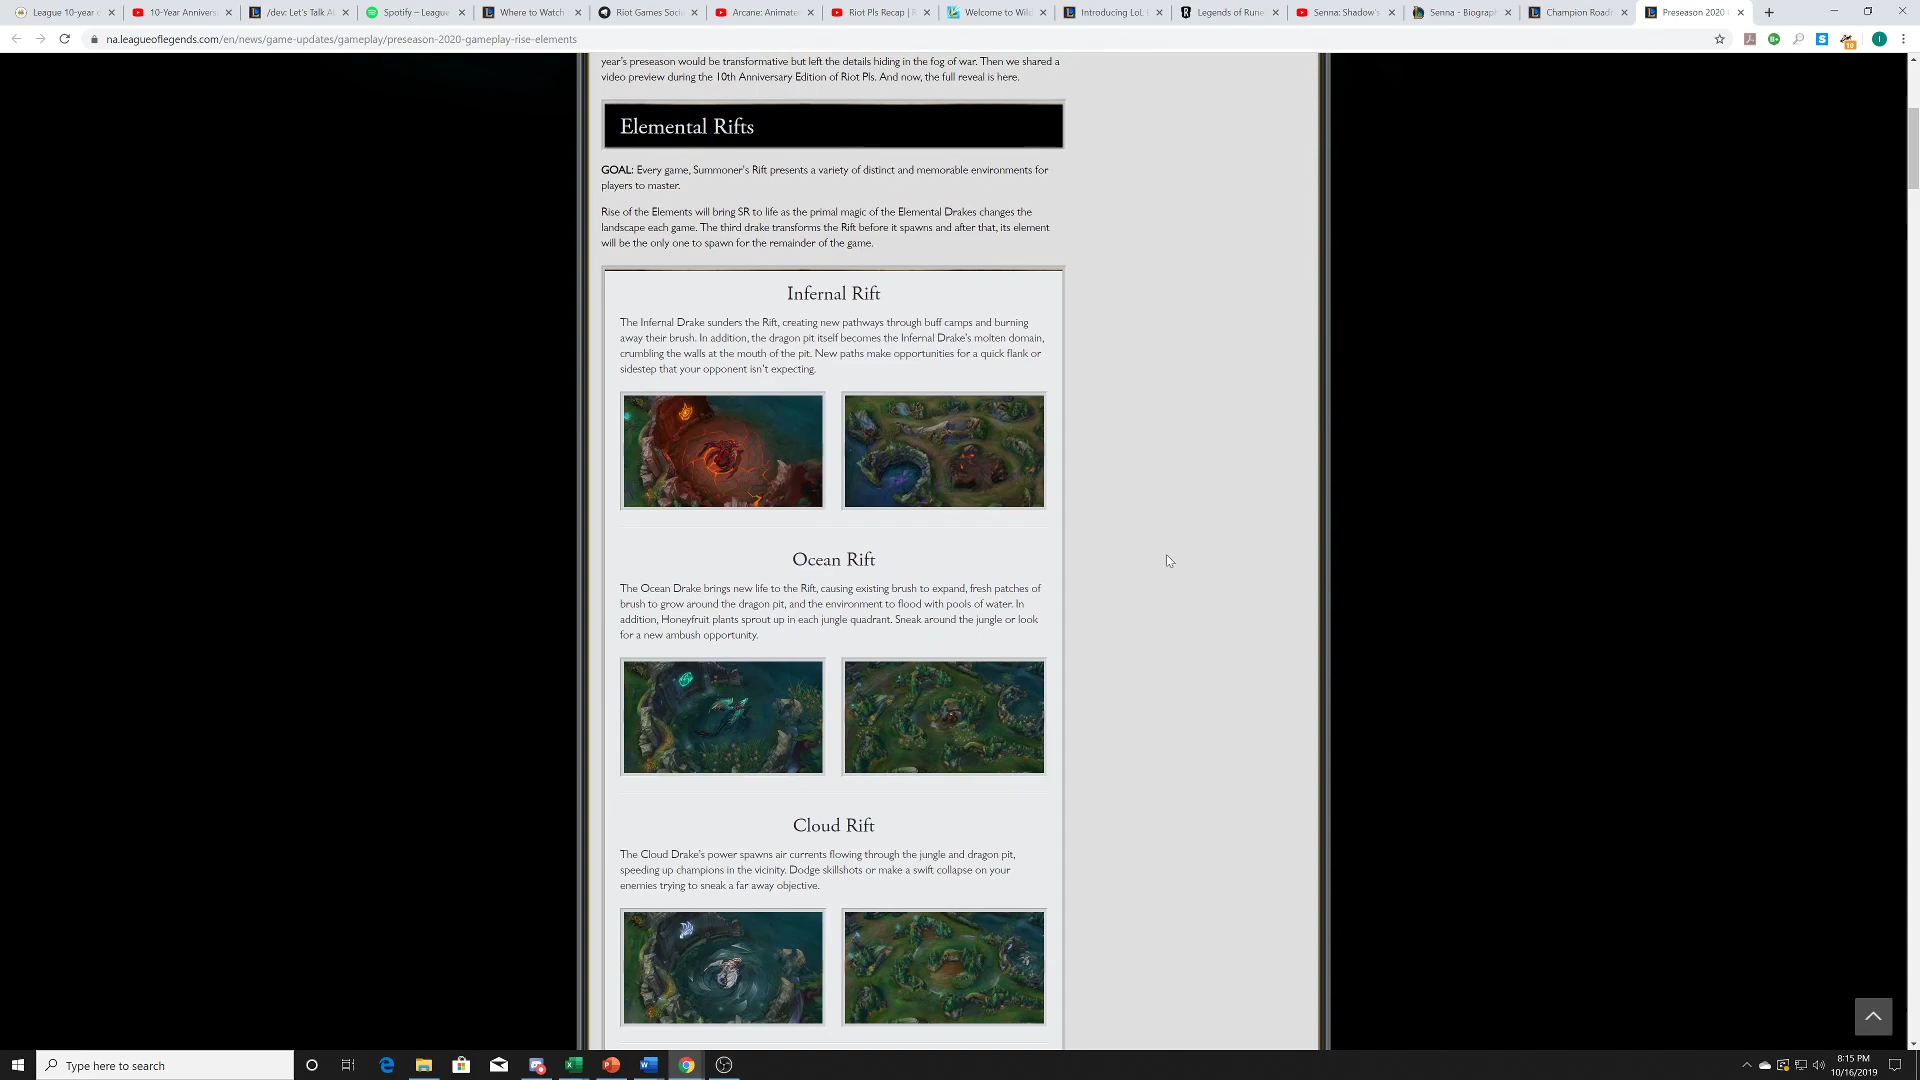 League 10-year c
10-Year Annivers
/dev: Let's Talk A
Spotify – League
Where to Watch
Riot Games Soci
Arcane: Animate
Riot Pls Recap | R
Welcome to Wild
Introducing LoL E
Legends of Rune
Senna: Shadow's
Senna - Biograph
Champion Roadm
Preseason 2020
na.leagueoflegends.com/en/news/game-updates/gameplay/preseason-2020-gameplay-rise-elements
year's preseason would be transformative but left the details hiding in the fog of war. Then we shared a
video preview during the 10th Anniversary Edition of Riot Pls. And now, the full reveal is here.
Elemental Rifts
GOAL: Every game, Summoner's Rift presents a variety of distinct and memorable environments for
players to master.
Rise of the Elements will bring SR to life as the primal magic of the Elemental Drakes changes the
landscape each game. The third drake transforms the Rift before it spawns and after that, its element
will be the only one to spawn for the remainder of the game.
Infernal Rift
The Infernal Drake sunders the Rift, creating new pathways through buff camps and burning
away their brush. In addition, the dragon pit itself becomes the Infernal Drake's molten domain,
crumbling the walls at the mouth of the pit. New paths make opportunities for a quick flank or
sidestep that your opponent isn't expecting.
Ocean Rift
The Ocean Drake brings new life to the Rift, causing existing brush to expand, fresh patches of
brush to grow around the dragon pit, and the environment to flood with pools of water. In
addition, Honeyfruit plants sprout up in each jungle quadrant. Sneak around the jungle or look
for a new ambush opportunity.
Cloud Rift
The Cloud Drake's power spawns air currents flowing through the jungle and dragon pit,
speeding up champions in the vicinity. Dodge skillshots or make a swift collapse on your
enemies trying to sneak a far away objective.
Type here to search
8:15 PM
10/16/2019